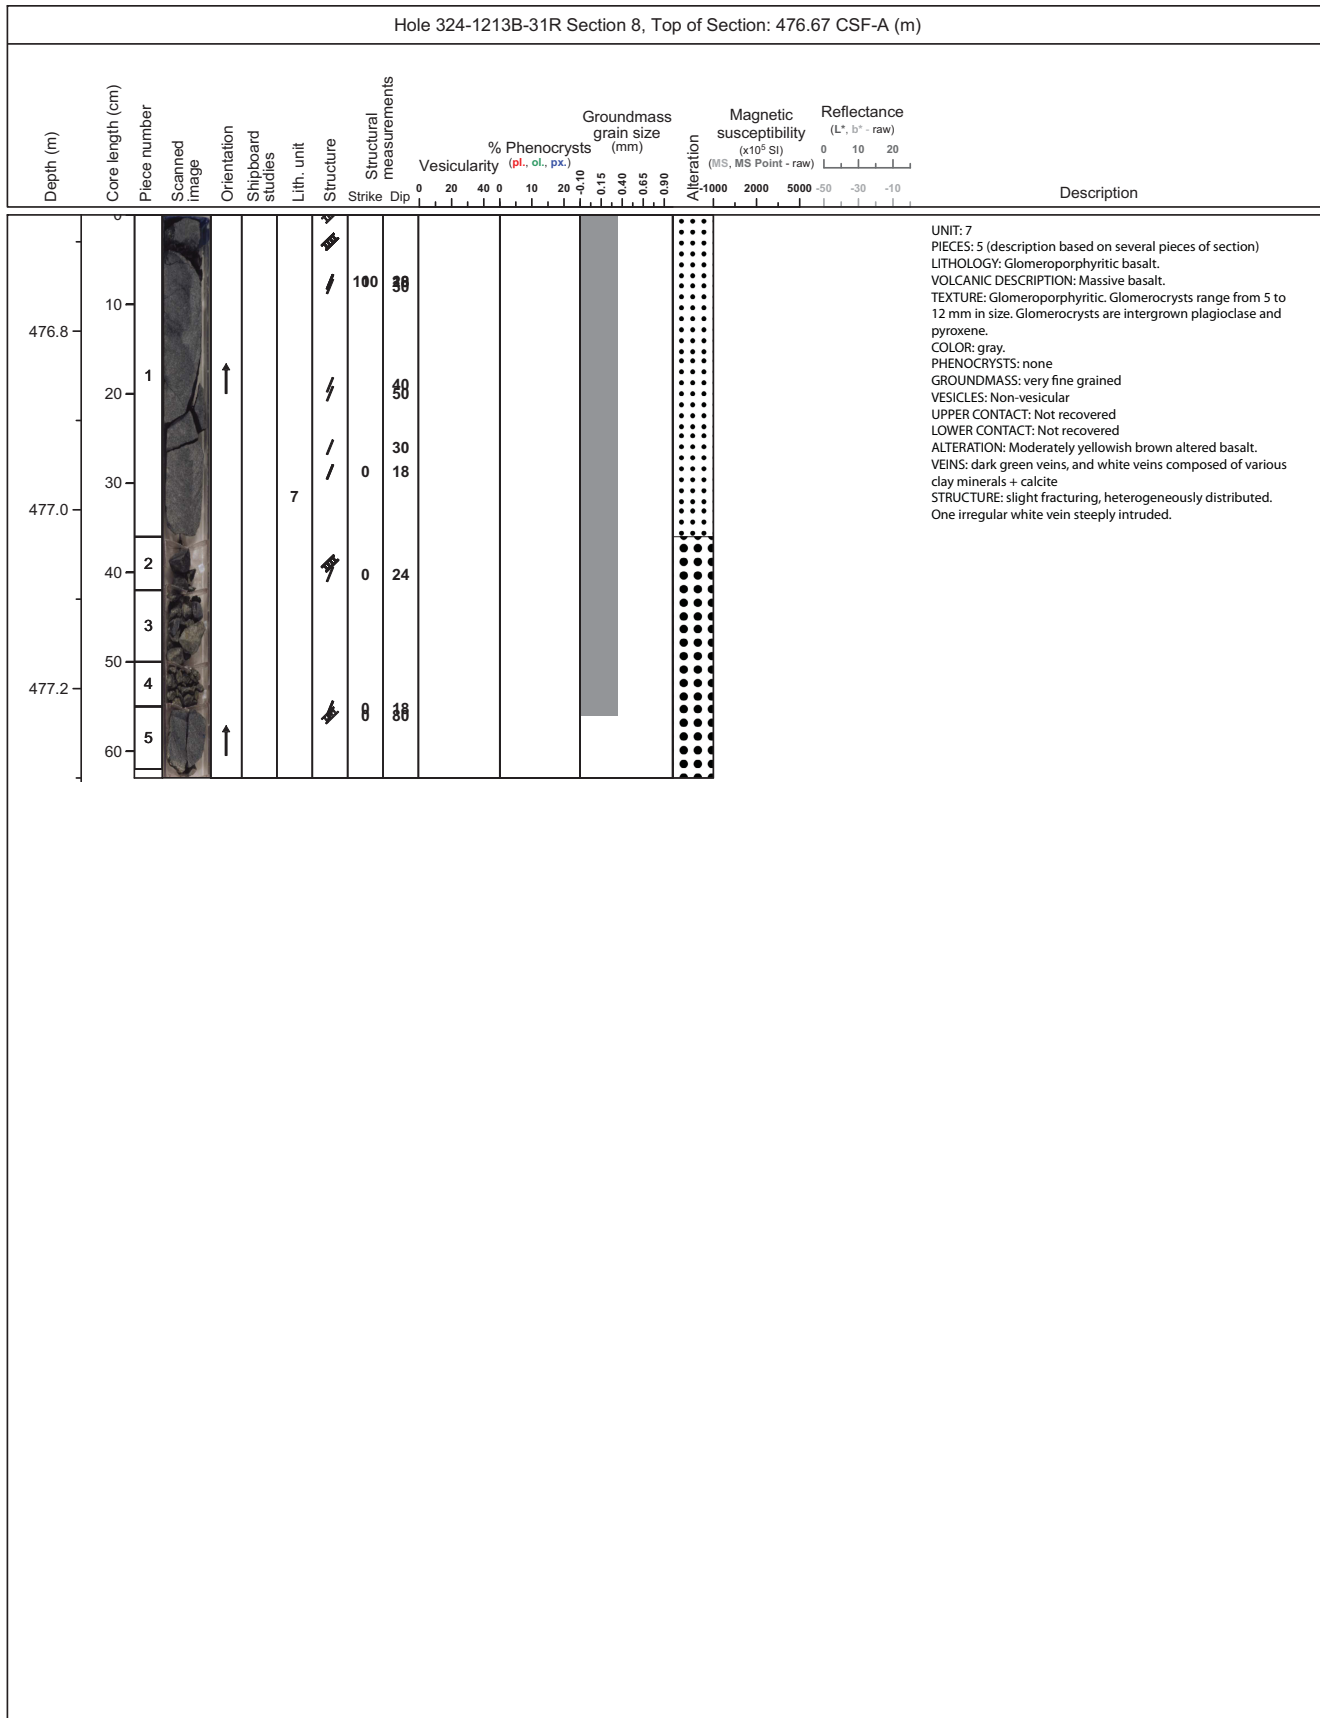 Hole 324-1213B-31R Section 8, Top of Section: 476.67 CSF-A (m)
Depth (m)
Core length (cm)
Piece number
Scanned
image
Orientation
Shipboard
studies
Lith. unit
Structure
Structural
measurements
Strike Dip
Vesicularity
0 20 40
% Phenocrysts
(pl., ol., px.)
0 10 20
Groundmass
grain size
(mm)
-0.10 0.15 0.40 0.65 0.90
Alteration
Magnetic
susceptibility
(x10⁵ SI)
(MS, MS Point - raw)
-1000 2000 5000
Reflectance
(L*, b* - raw)
0 10 20
-50 -30 -10
Description
0
10
476.8
1
20
40
50
30
0 18
30
7
477.0
2
40
0 24
3
50
4
477.2
0 18
0 80
5
60
UNIT: 7
PIECES: 5 (description based on several pieces of section)
LITHOLOGY: Glomeroporphyritic basalt.
VOLCANIC DESCRIPTION: Massive basalt.
TEXTURE: Glomeroporphyritic. Glomerocrysts range from 5 to
12 mm in size. Glomerocrysts are intergrown plagioclase and
pyroxene.
COLOR: gray.
PHENOCRYSTS: none
GROUNDMASS: very fine grained
VESICLES: Non-vesicular
UPPER CONTACT: Not recovered
LOWER CONTACT: Not recovered
ALTERATION: Moderately yellowish brown altered basalt.
VEINS: dark green veins, and white veins composed of various
clay minerals + calcite
STRUCTURE: slight fracturing, heterogeneously distributed.
One irregular white vein steeply intruded.